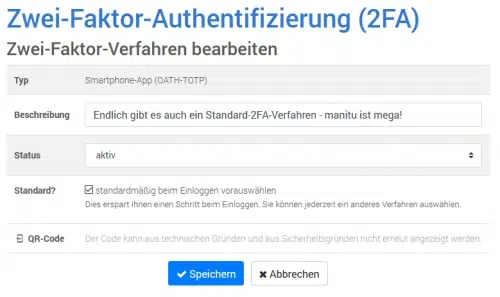 Zwei-Faktor-Authentifizierung (2FA)
Zwei-Faktor-Verfahren bearbeiten
Typ Smartphone-App (OATH-TOTP)
Beschreibung Endlich gibt es auch ein Standard-2FA-Verfahren - manitu ist mega!
Status aktiv
Standard? standardmäßig beim Einloggen vorauswählen
Dies erspart Ihnen einen Schritt beim Einloggen. Sie können jederzeit ein anderes Verfahren auswählen.
QR-Code Der Code kann aus technischen Gründen und aus Sicherheitsgründen nicht erneut angezeigt werden.
Speichern Abbrechen